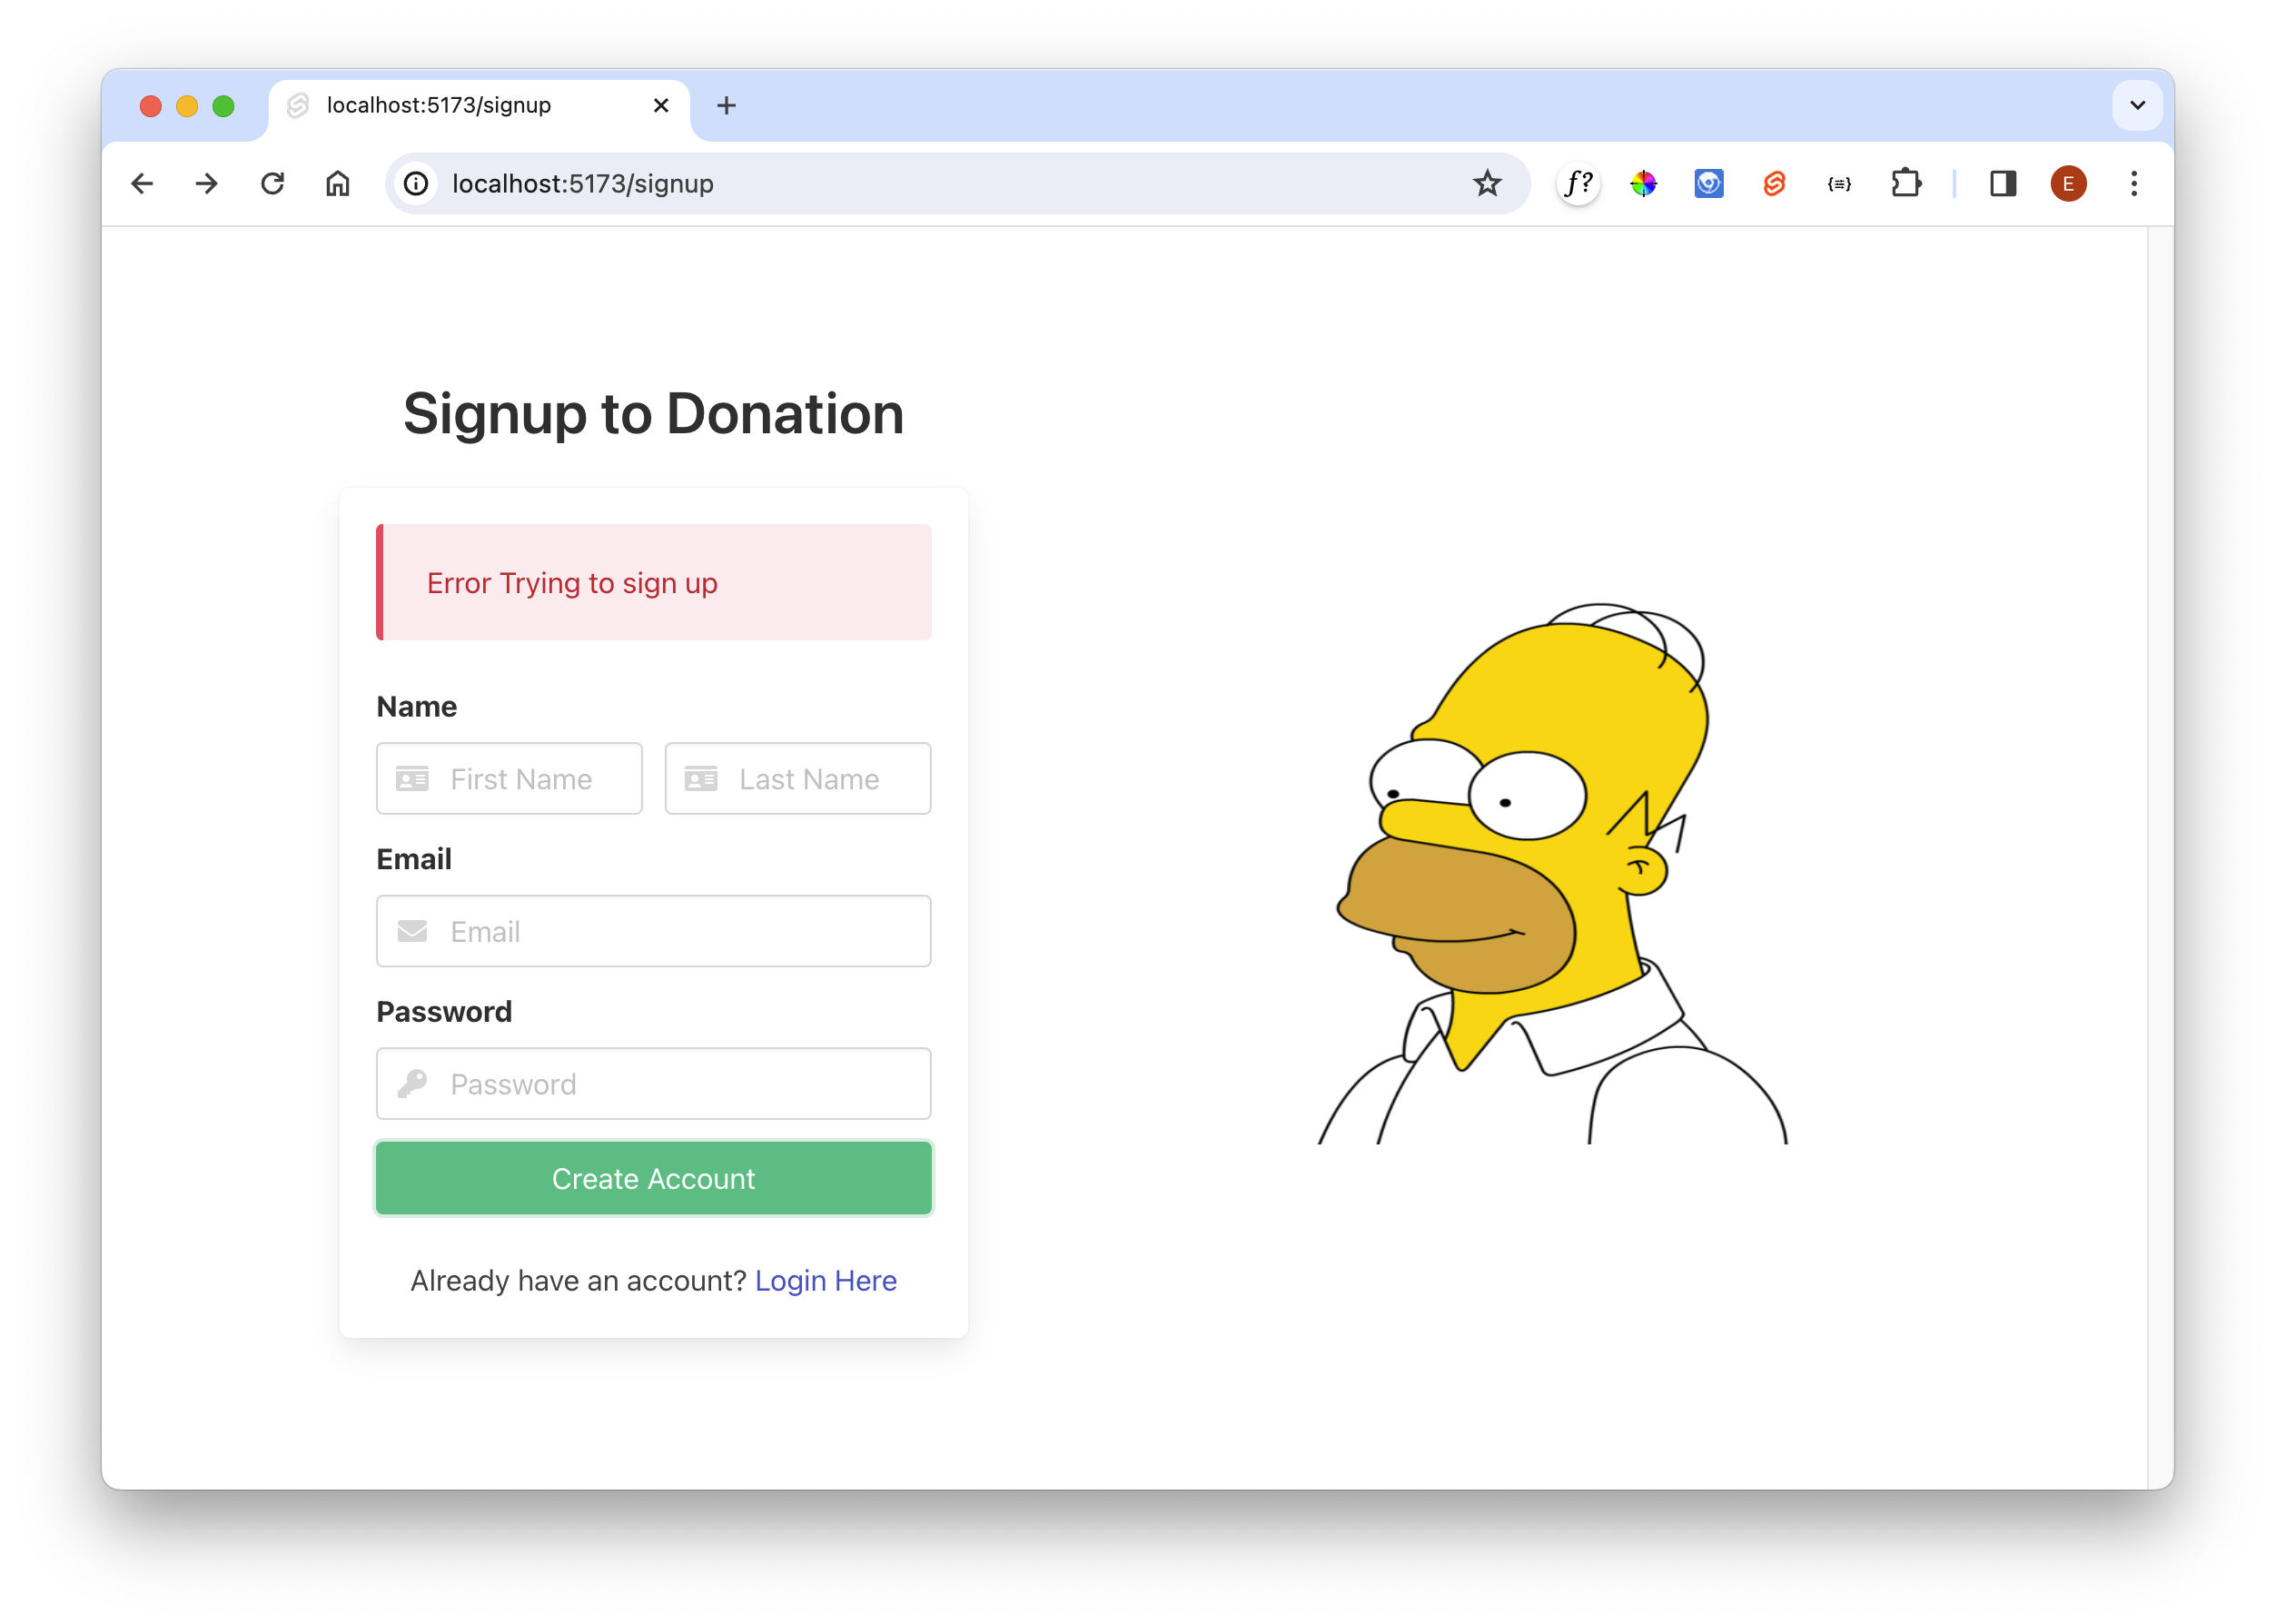 localhost:5173/signup
localhost:5173/signup
f?
{≡}
E
Signup to Donation
Error Trying to sign up
Name
First Name
Last Name
Email
Email
Password
Password
Create Account
Already have an account? Login Here